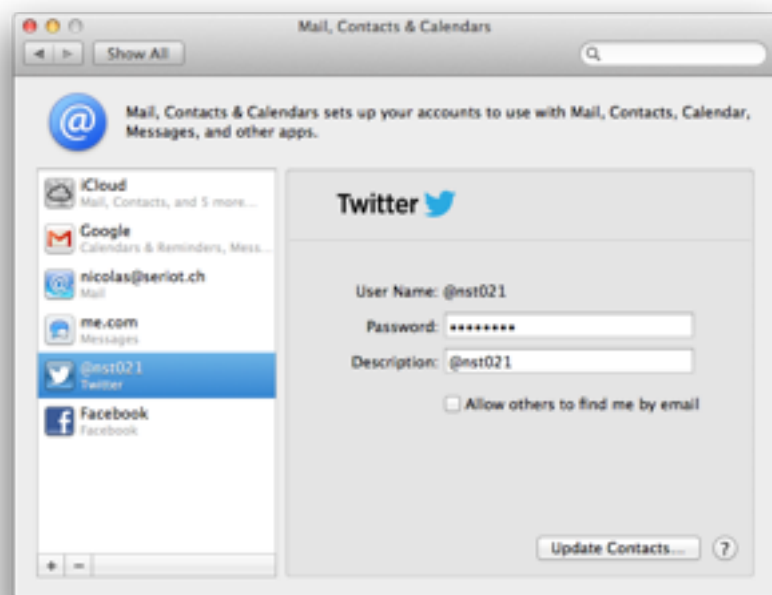 Mail, Contacts & Calendars
Show All
Mail, Contacts & Calendars sets up your accounts to use with Mail, Contacts, Calendar,
Messages, and other apps.
iCloud
Mail, Contacts, and 5 more...
Google
Calendars & Reminders, Mess...
nicolas@seriot.ch
Mail
me.com
Messages
@nst021
Twitter
Facebook
Facebook
Twitter
User Name: @nst021
Password: ••••••••
Description: @nst021
Allow others to find me by email
Update Contacts... ?
+ −